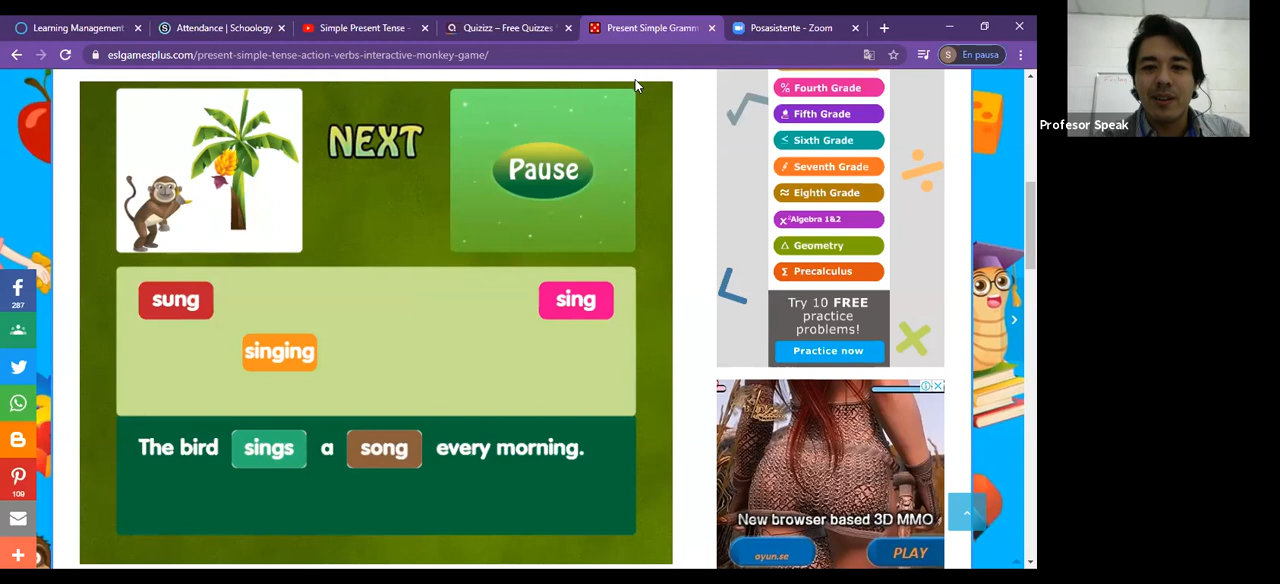 Learning Management
Attendance | Schoology
Simple Present Tense -
Quizizz – Free Quizzes
Present Simple Gramm
Posasistente - Zoom
eslgamesplus.com/present-simple-tense-action-verbs-interactive-monkey-game/
S En pausa
Profesor Speak
NEXT
Pause
sung
sing
singing
The bird sings a song every morning.
287
109
% Fourth Grade
Fifth Grade
< Sixth Grade
Seventh Grade
≈ Eighth Grade
x² Algebra 1&2
△ Geometry
Σ Precalculus
Try 10 FREE
practice
problems!
Practice now
New browser based 3D MMO
oyun.se
PLAY